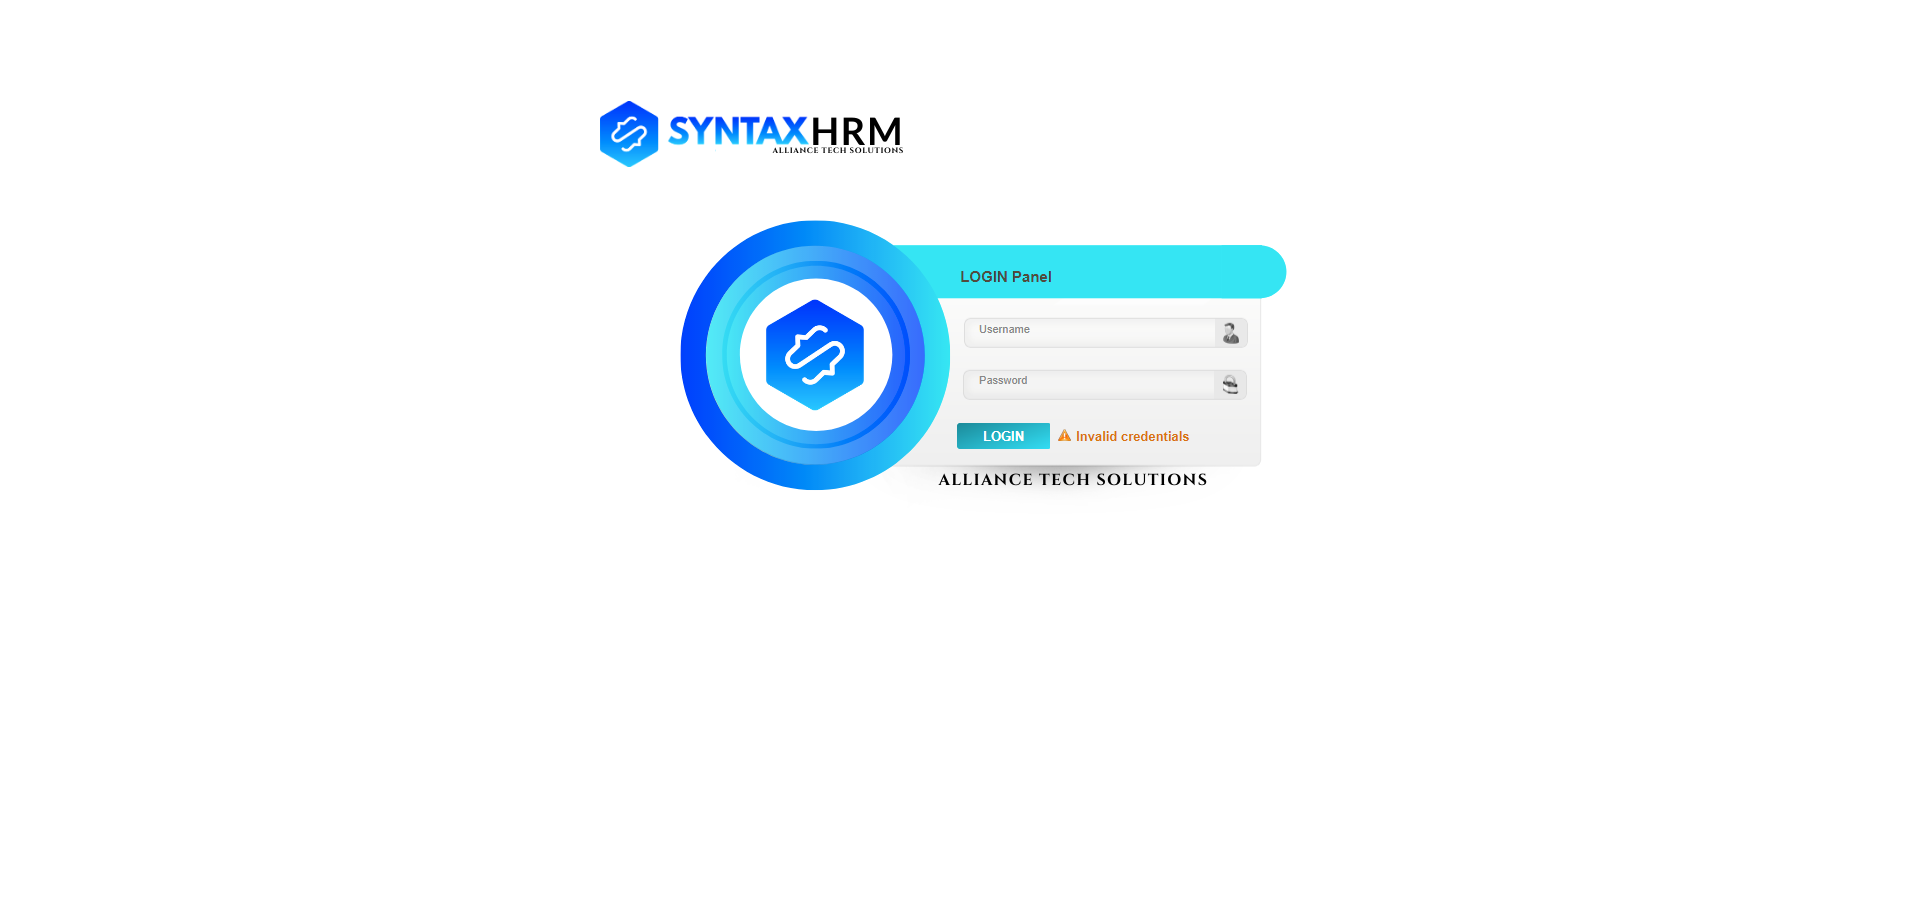 SYNTAXHRM
ALLIANCE TECH SOLUTIONS
LOGIN Panel
Username
Password
LOGIN Invalid credentials
ALLIANCE TECH SOLUTIONS